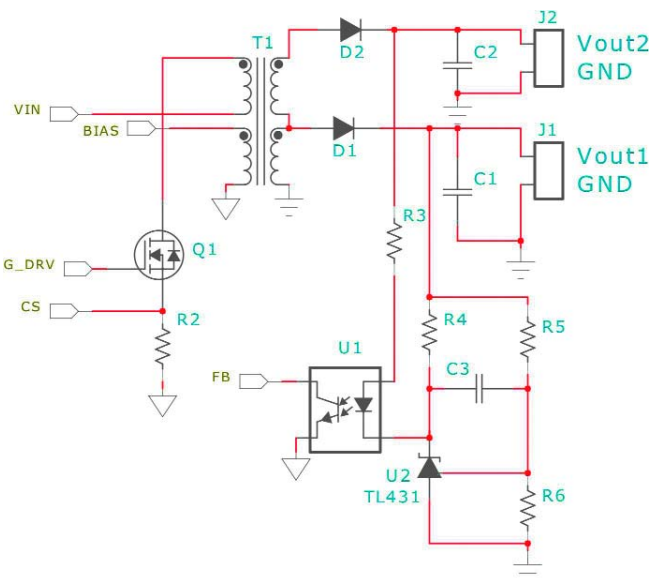 J2
T1
D2
C2
Vout2
GND
VIN
BIAS
J1
D1
C1
Vout1
GND
R3
Q1
G_DRV
CS
R2
R4
R5
U1
C3
FB
U2
TL431
R6